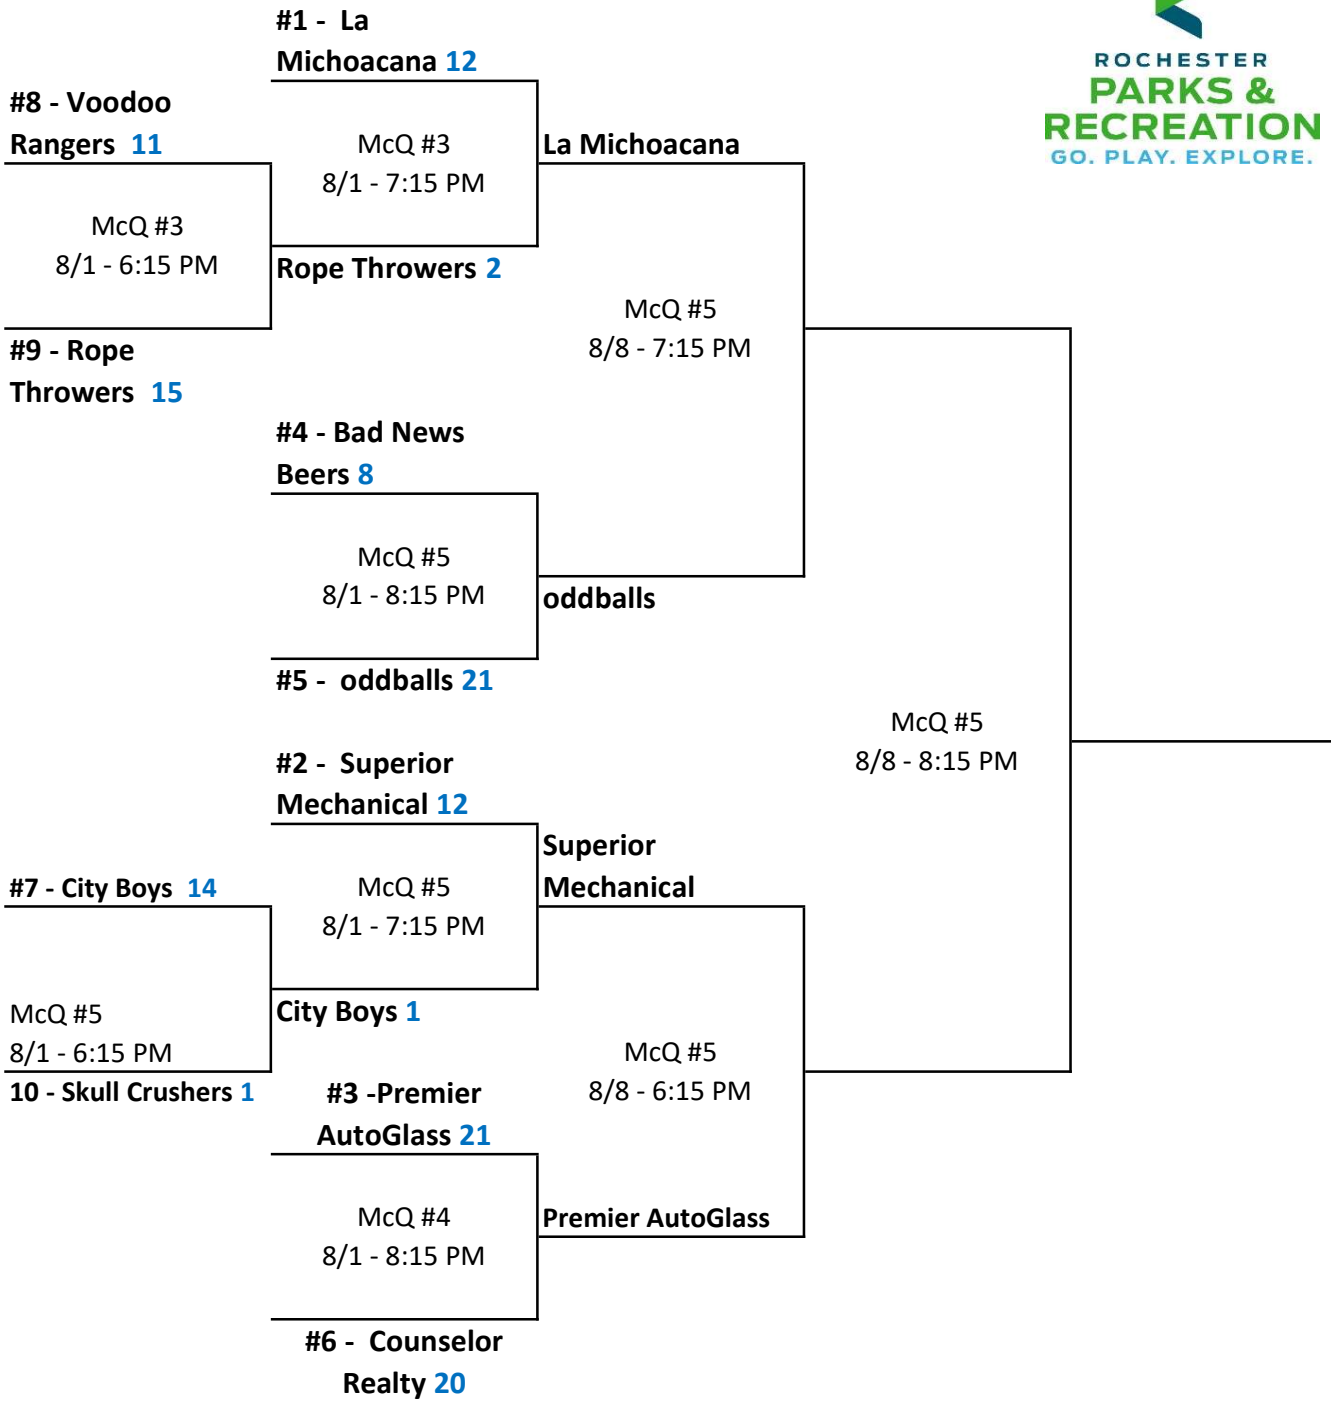 #1 -  La
Michoacana 12
ROCHESTER
PARKS &
RECREATION
GO. PLAY. EXPLORE.
#8 - Voodoo
Rangers  11
McQ #3
8/1 - 7:15 PM
La Michoacana
McQ #3
8/1 - 6:15 PM
Rope Throwers 2
McQ #5
8/8 - 7:15 PM
#9 - Rope
Throwers  15
#4 - Bad News
Beers 8
McQ #5
8/1 - 8:15 PM
oddballs
#5 -  oddballs 21
McQ #5
8/8 - 8:15 PM
#2 -  Superior
Mechanical 12
Superior
Mechanical
#7 - City Boys  14
McQ #5
8/1 - 7:15 PM
McQ #5
8/1 - 6:15 PM
City Boys 1
McQ #5
8/8 - 6:15 PM
10 - Skull Crushers 1
#3 -Premier
AutoGlass 21
McQ #4
8/1 - 8:15 PM
Premier AutoGlass
#6 -  Counselor
Realty 20